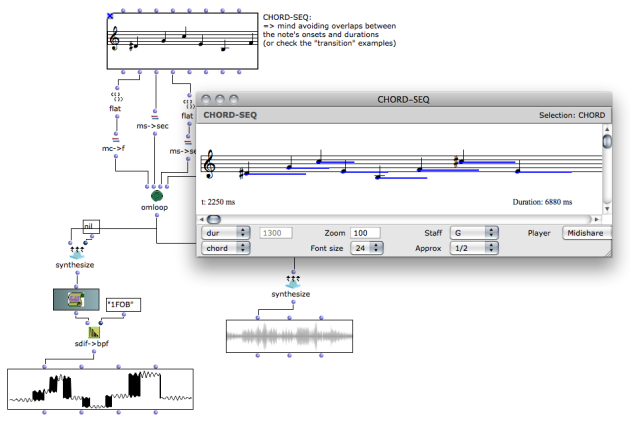 CHORD-SEQ:
=> mind avoiding overlaps between
the note's onsets and durations
(or check the "transition" examples)
flat
ms->sec
flat
mc->f
omloop
nil
synthesize
"1FOB"
sdif->bpf
synthesize
CHORD-SEQ
CHORD-SEQ
Selection: CHORD
t: 2250 ms
Duration: 6880 ms
dur
1300
Zoom
100
Staff
G
Player
Midishare
chord
Font size
24
Approx
1/2